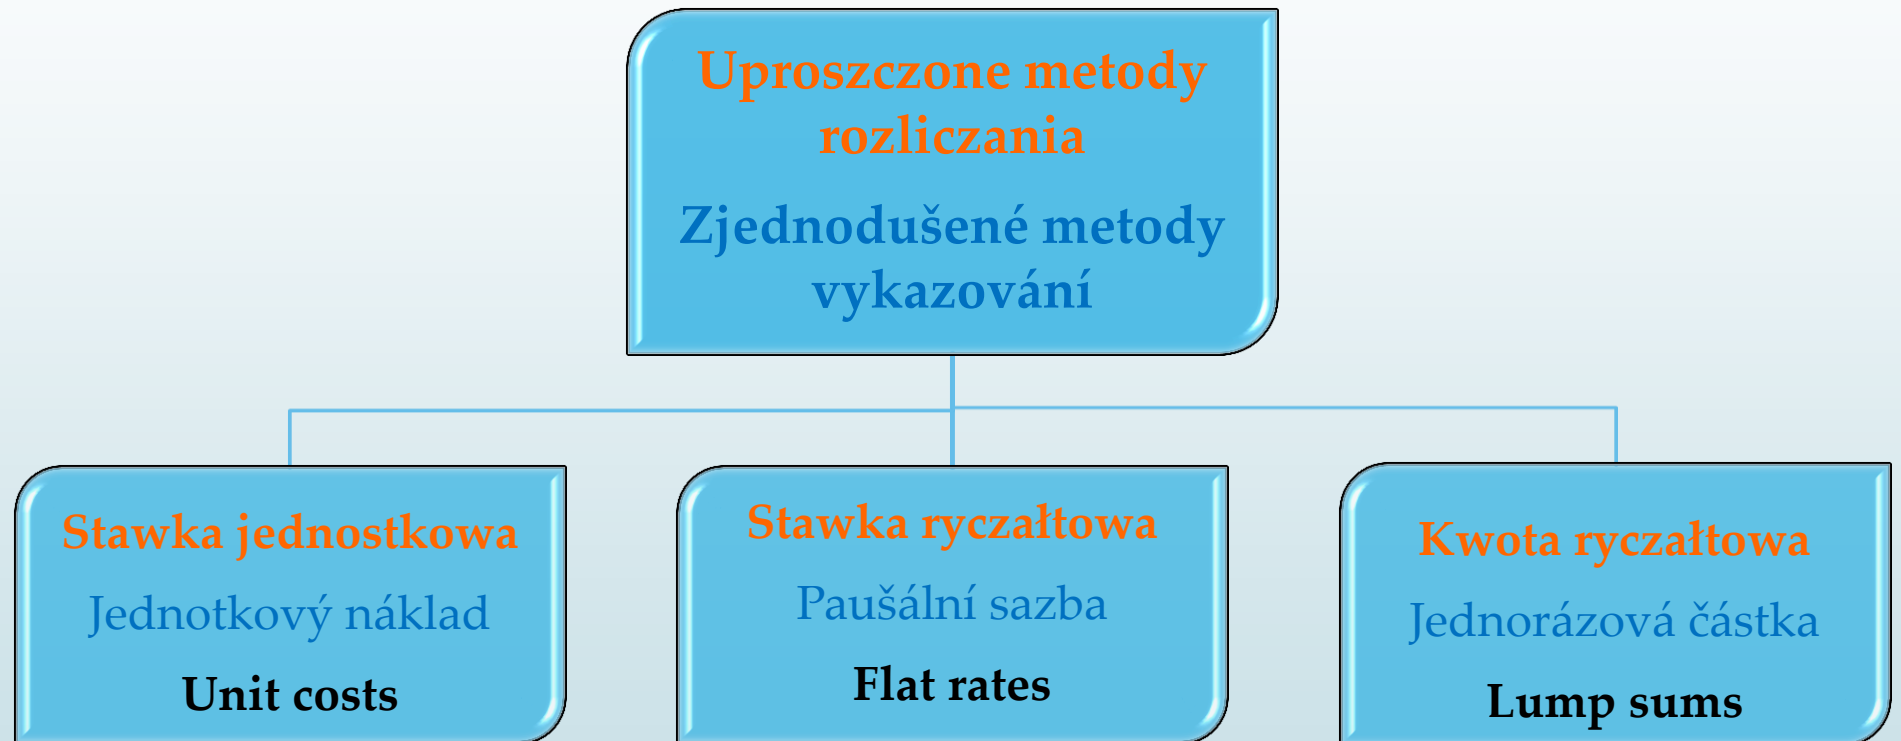 Uproszczone metody
rozliczania
Zjednodušené metody
vykazování
Stawka jednostkowa
Jednotkový náklad
Unit costs
Stawka ryczałtowa
Paušální sazba
Flat rates
Kwota ryczałtowa
Jednorázová částka
Lump sums